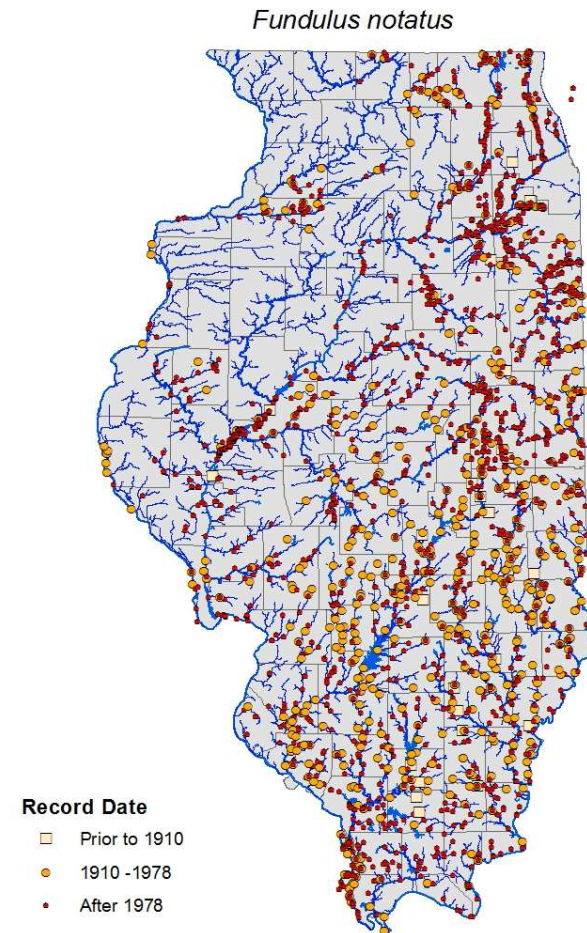 Fundulus notatus
Record Date
Prior to 1910
1910 -1978
After 1978